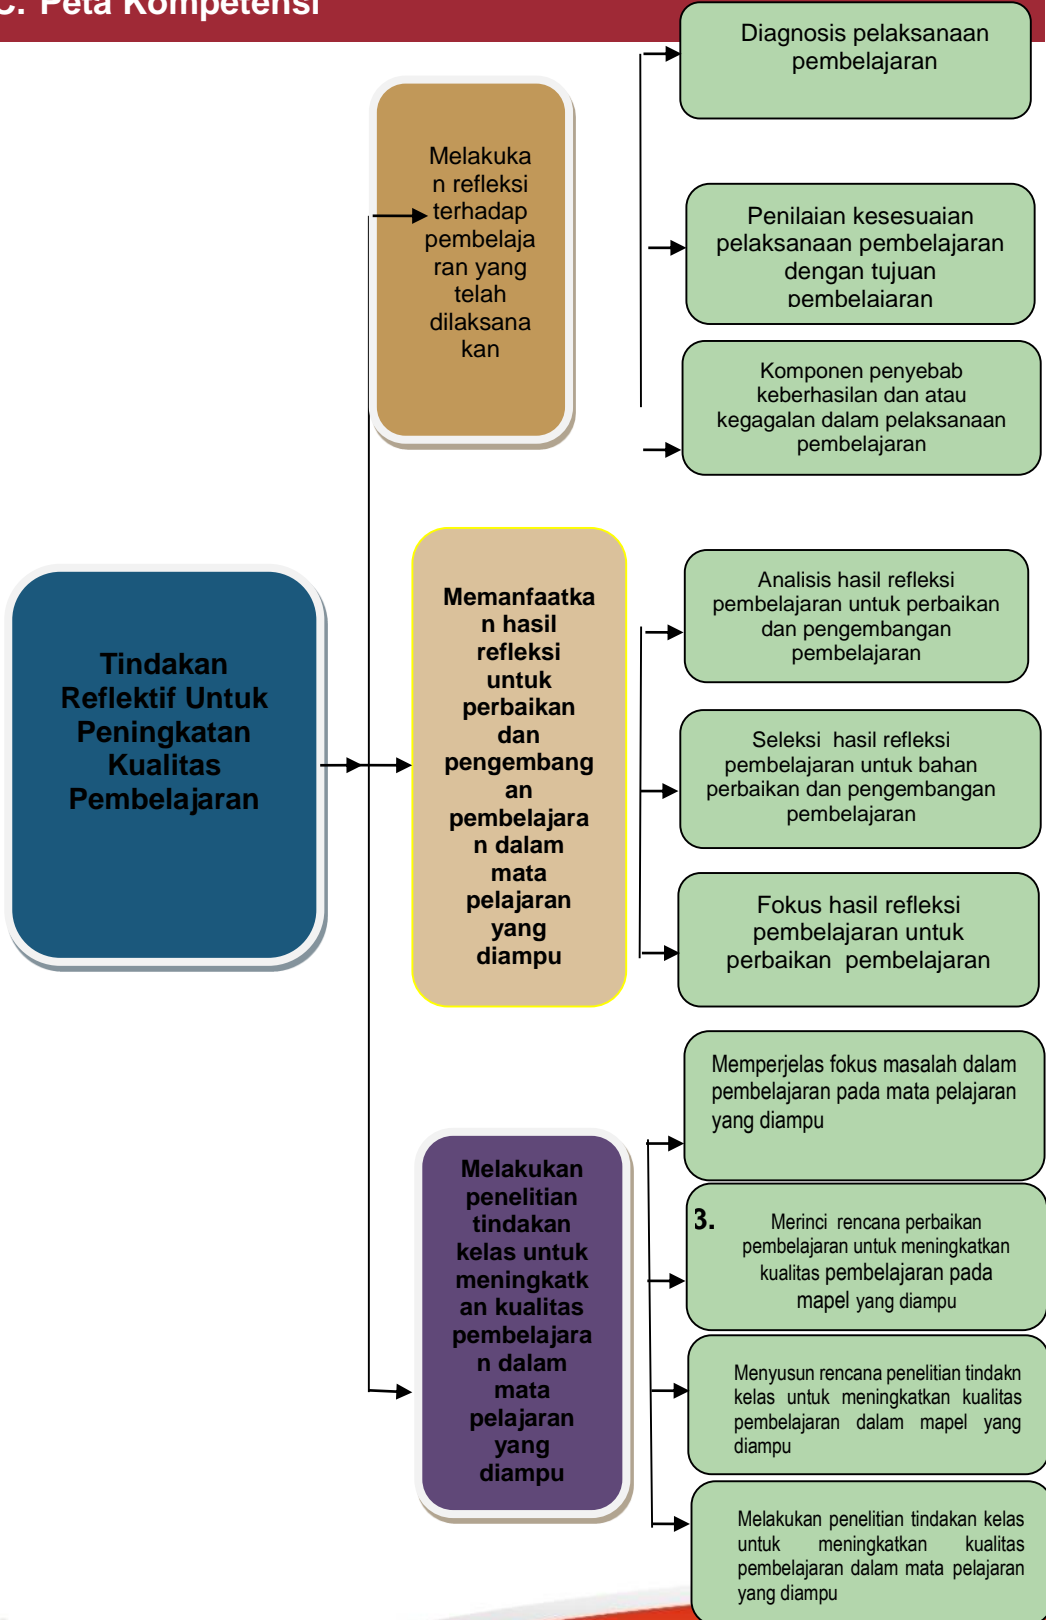 C. Peta Kompetensi
Diagnosis pelaksanaan
pembelajaran
Melakuka
n refleksi
terhadap
pembelaja
ran yang
telah
dilaksana
kan
Penilaian kesesuaian
pelaksanaan pembelajaran
dengan tujuan
pembelajaran
Komponen penyebab
keberhasilan dan atau
kegagalan dalam pelaksanaan
pembelajaran
Tindakan
Reflektif Untuk
Peningkatan
Kualitas
Pembelajaran
Memanfaatka
n hasil
refleksi
untuk
perbaikan
dan
pengembang
an
pembelajara
n dalam
mata
pelajaran
yang
diampu
Analisis hasil refleksi
pembelajaran untuk perbaikan
dan pengembangan
pembelajaran
Seleksi hasil refleksi
pembelajaran untuk bahan
perbaikan dan pengembangan
pembelajaran
Fokus hasil refleksi
pembelajaran untuk
perbaikan pembelajaran
Melakukan
penelitian
tindakan
kelas untuk
meningkatk
an kualitas
pembelajara
n dalam
mata
pelajaran
yang
diampu
Memperjelas fokus masalah dalam
pembelajaran pada mata pelajaran
yang diampu
3. Merinci rencana perbaikan
pembelajaran untuk meningkatkan
kualitas pembelajaran pada
mapel yang diampu
Menyusun rencana penelitian tindakn
kelas untuk meningkatkan kualitas
pembelajaran dalam mapel yang
diampu
Melakukan penelitian tindakan kelas
untuk meningkatkan kualitas
pembelajaran dalam mata pelajaran
yang diampu